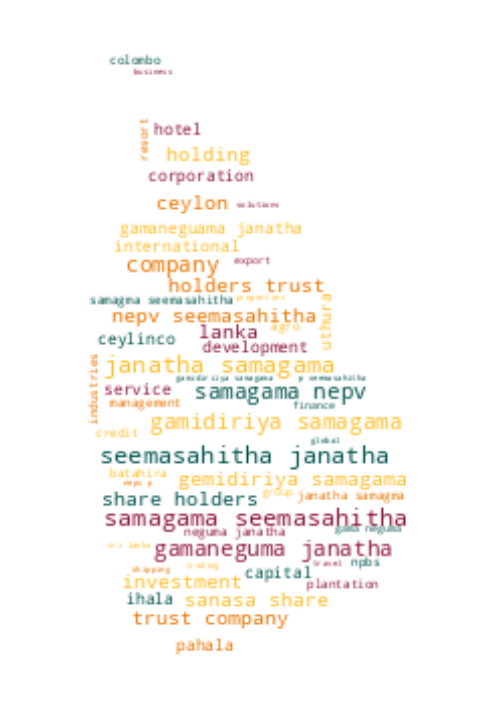 colombo
business
resort
hotel
holding
corporation
ceylon
solutions
gamaneguama janatha
international
company
export
holders trust
samagma seemasahitha
properties
nepv seemasahitha
uthura
lanka
agro
ceylinco
development
industries
janatha samagama
gamidiriiya samagama
p seemasahitha
service
samagama nepv
management
finance
gamidiriya samagama
credit
global
seemasahitha janatha
batahira
gemidiriya samagama
neps p
share holders
group
janatha samagma
samagama seemasahitha
neguma janatha
gama neguma
sri lanka
gamaneguma janatha
travel
npbs
shipping
trading
capital
investment
plantation
ihala
sanasa share
trust company
pahala